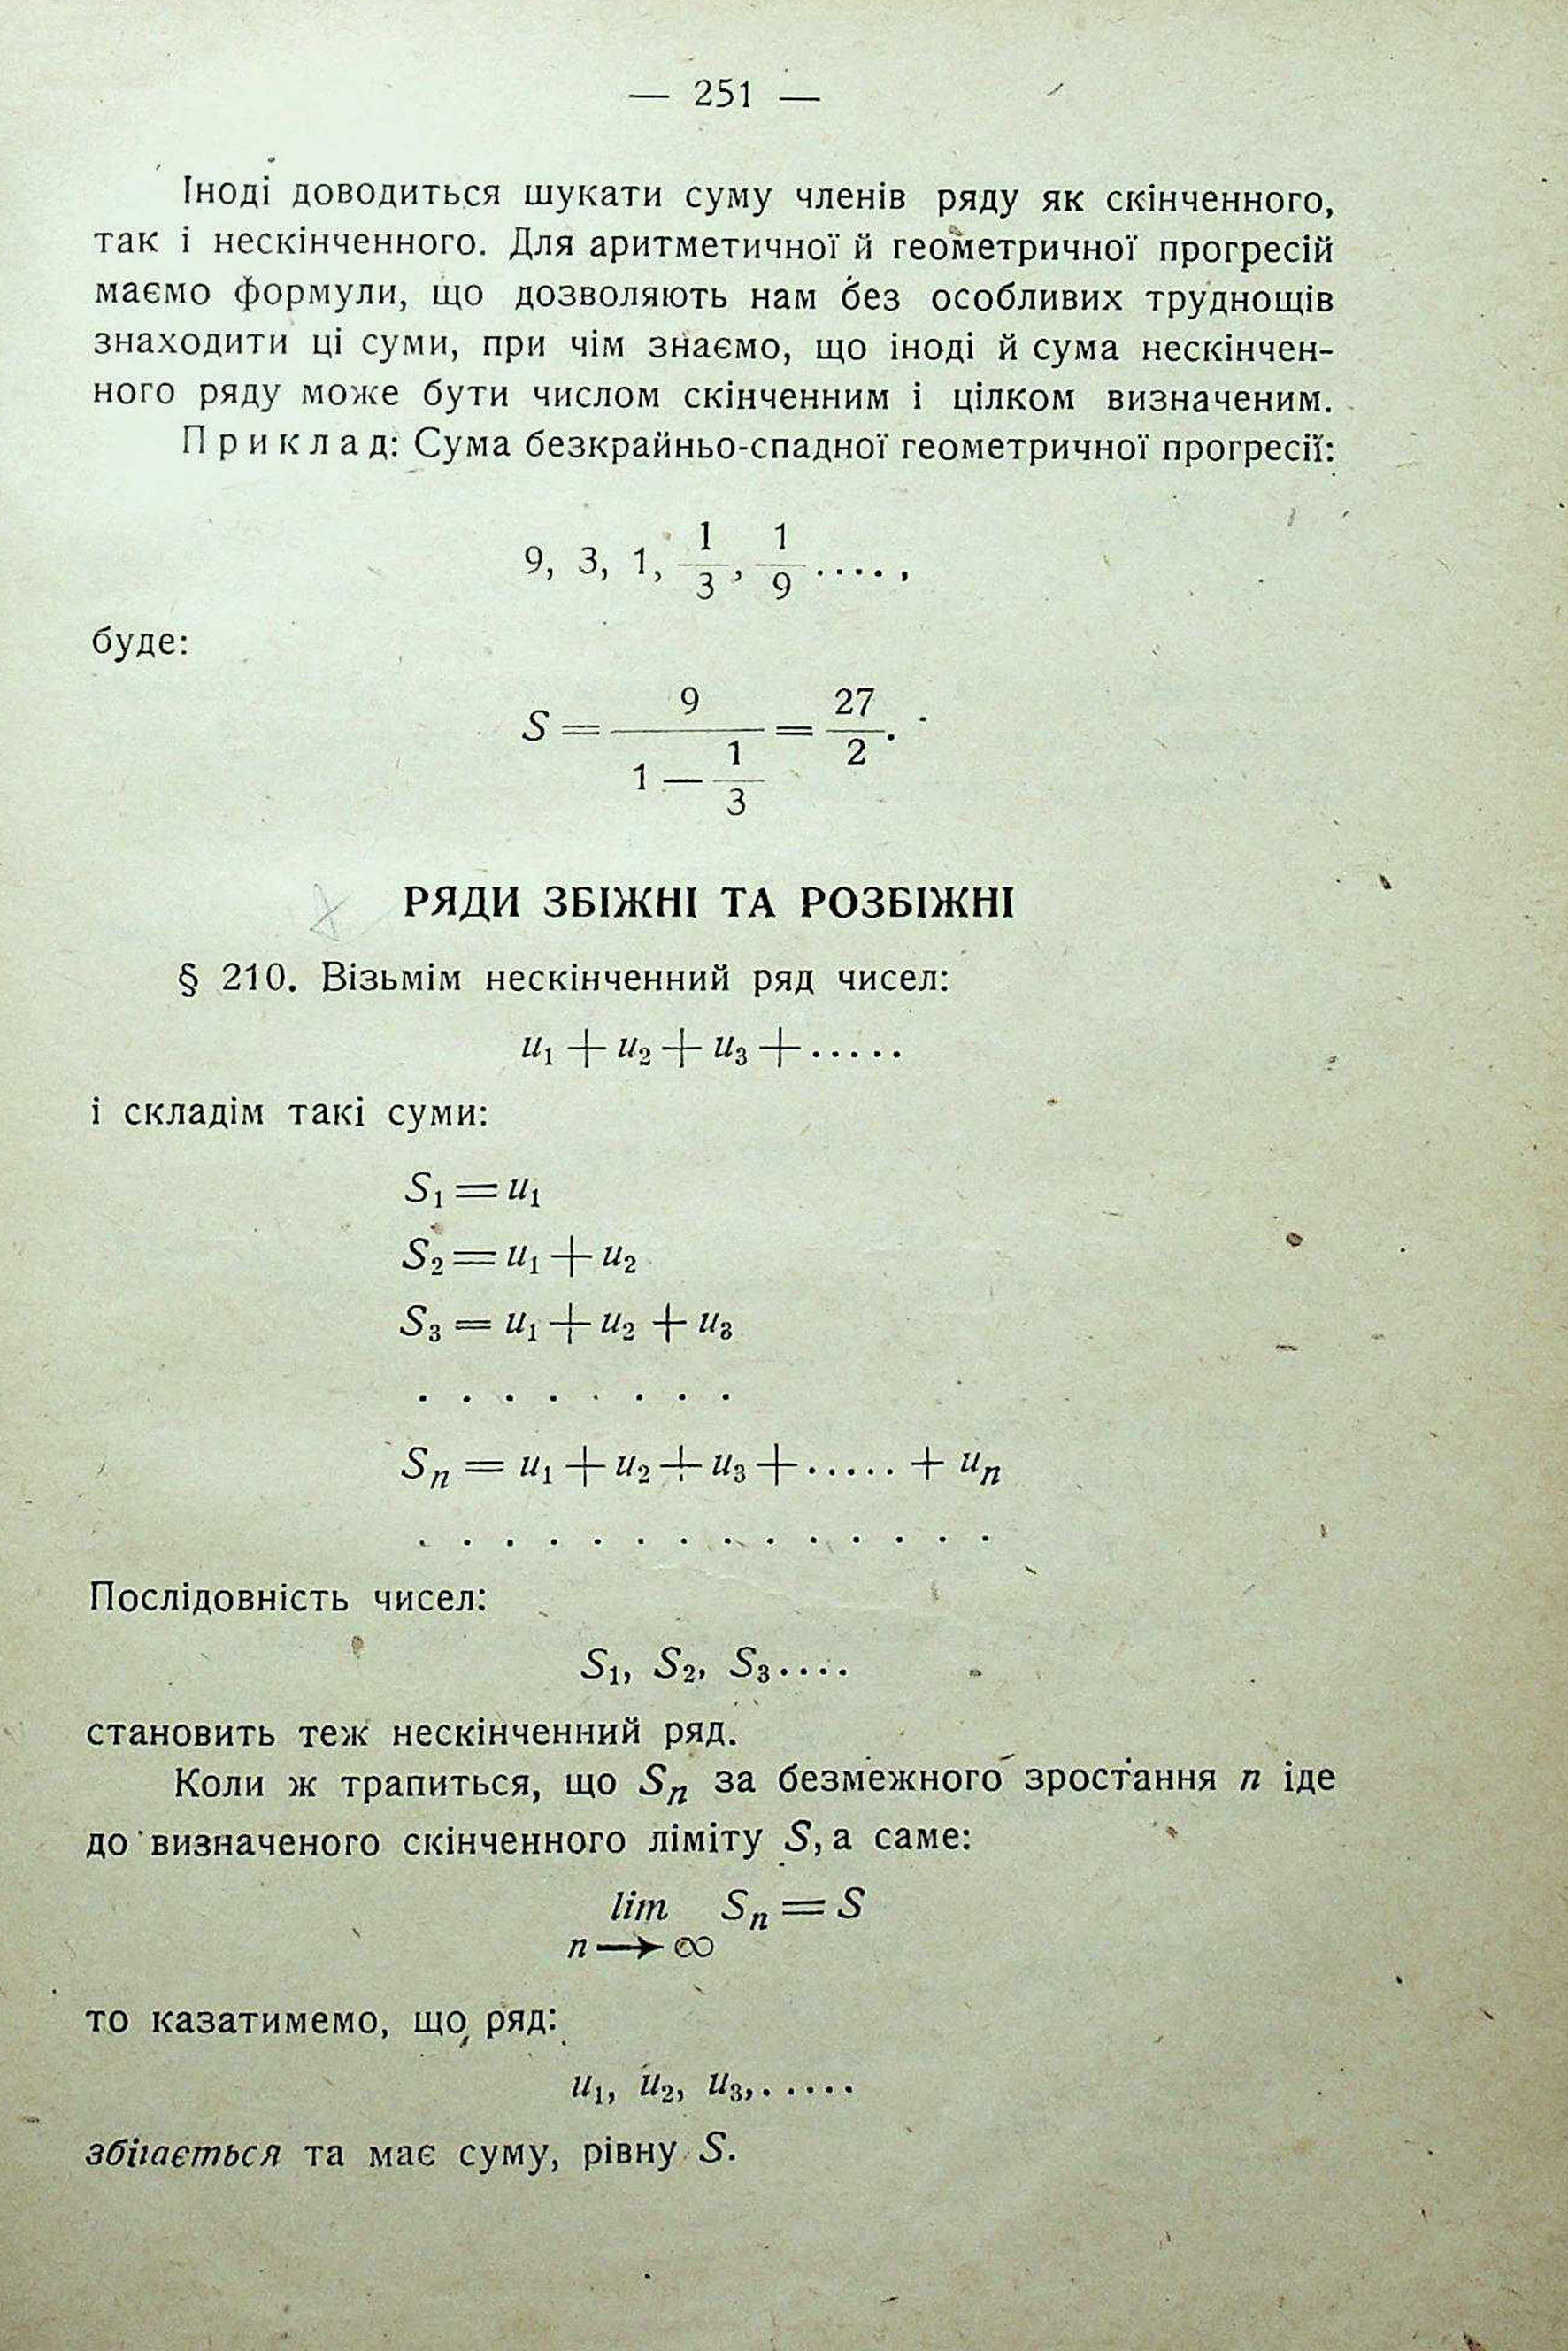 — 251 —
Іноді доводиться шукати суму членів ряду як скінченного,
так і нескінченного. Для аритметичної й геометричної прогресій
маємо формули, що дозволяють нам без особливих труднощів
знаходити ці суми, при чім знаємо, що іноді й сума нескінчен-
ного ряду може бути числом скінченним і цілком визначеним.
Приклад: Сума безкрайньо-спадної геометричної прогресії:
9, 3, 1, 1/3, 1/9 . . . . ,
буде:
S = 9/(1 — 1/3) = 27/2.
РЯДИ ЗБІЖНІ ТА РОЗБІЖНІ
§ 210. Візьмім нескінченний ряд чисел:
u₁ + u₂ + u₃ + . . . . .
і складім такі суми:
S₁ = u₁
S₂ = u₁ + u₂
S₃ = u₁ + u₂ + u₃
. . . . . . . .
Sₙ = u₁ + u₂ + u₃ + . . . . . + uₙ
. . . . . . . . . . . . . .
Послідовність чисел:
S₁, S₂, S₃ . . . .
становить теж нескінченний ряд.
Коли ж трапиться, що Sₙ за безмежного зростання n іде
до визначеного скінченного ліміту S, а саме:
lim Sₙ = S
n → ∞
то казатимемо, що ряд:
u₁, u₂, u₃, . . . . . .
збігається та має суму, рівну S.